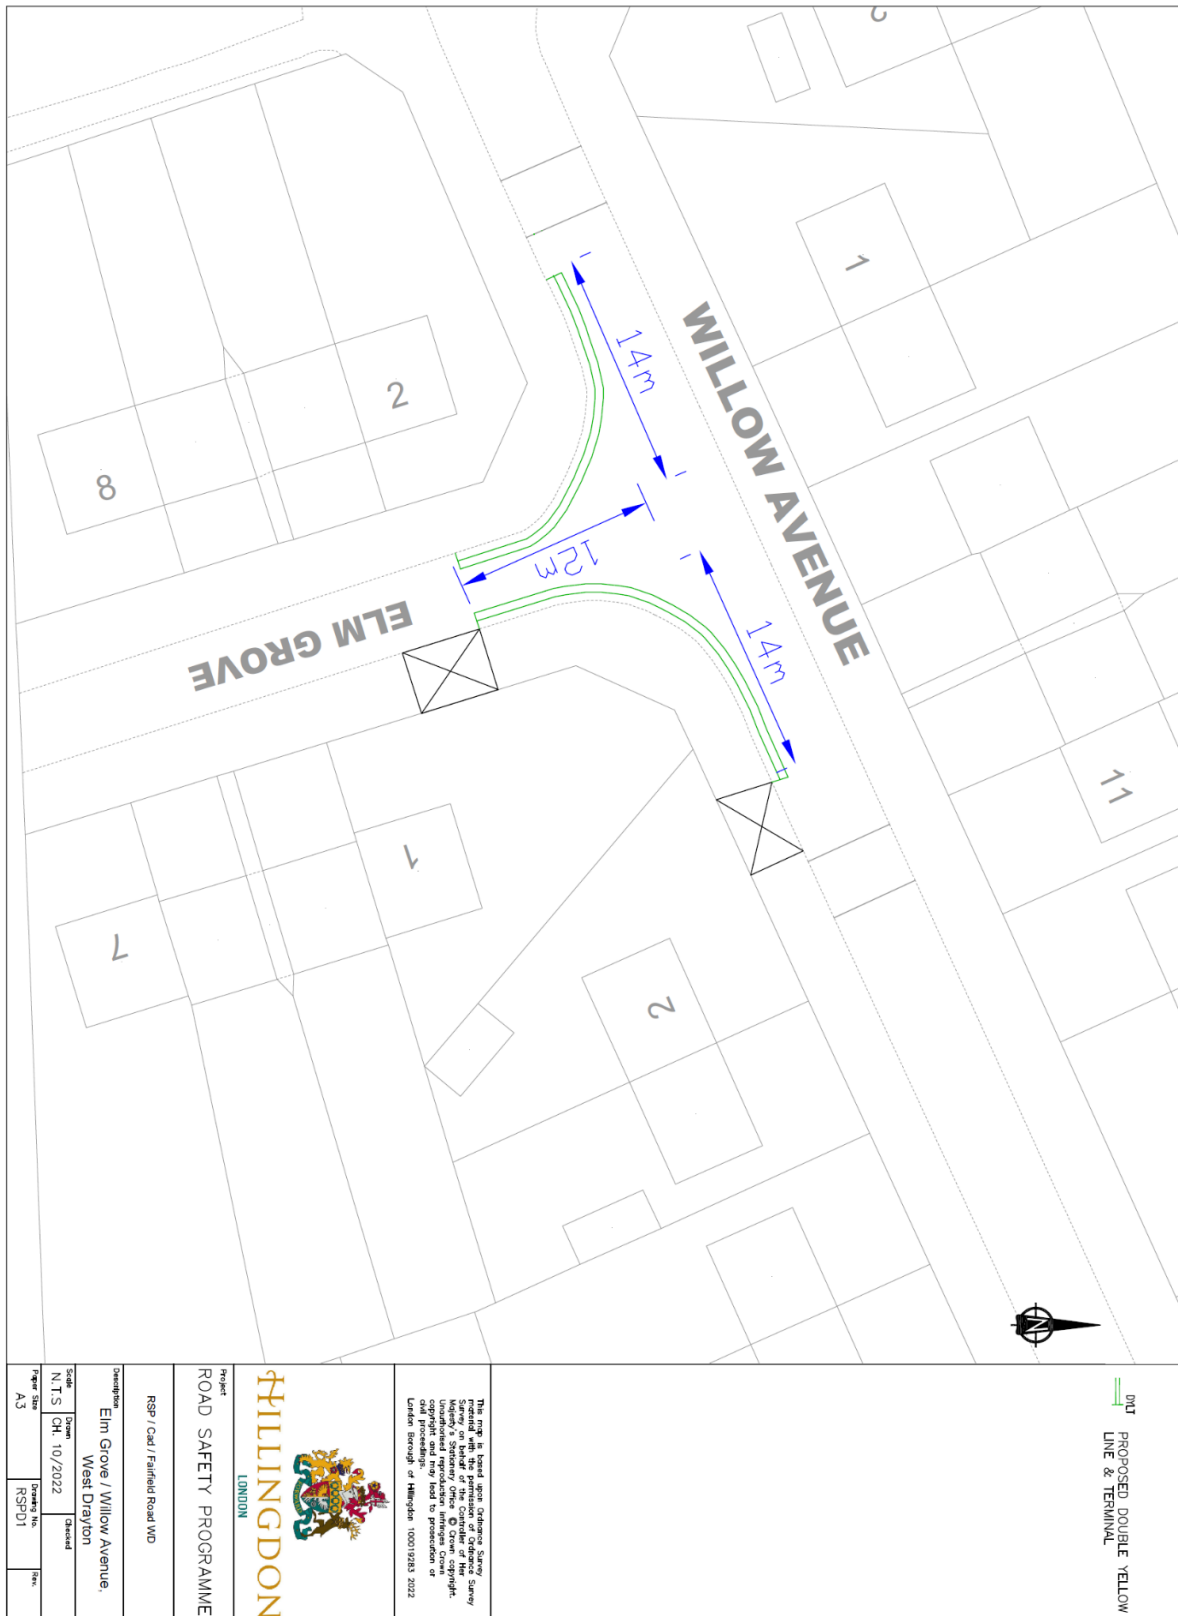 WILLOW AVENUE
ELM GROVE
14m
12m
14m
1
2
8
11
1
7
2
2
N
DYLT
PROPOSED DOUBLE YELLOW
LINE & TERMINAL
This map is based upon Ordnance Survey
material with the permission of Ordnance Survey
Survey on behalf of the Controller of Her
Majesty's Stationery Office © Crown copyright.
Unauthorised reproduction infringes Crown
copyright and may lead to prosecution or
civil proceedings.
London Borough of Hillingdon 100019283 2022
HILLINGDON
LONDON
Project
ROAD SAFETY PROGRAMME
RSP / Cad / Fairfield Road WD
Description
Elm Grove / Willow Avenue,
West Drayton
Scale
N.T.S
Drawn
CH. 10/2022
Checked
Paper Size
A3
Drawing No.
RSPD1
Rev.